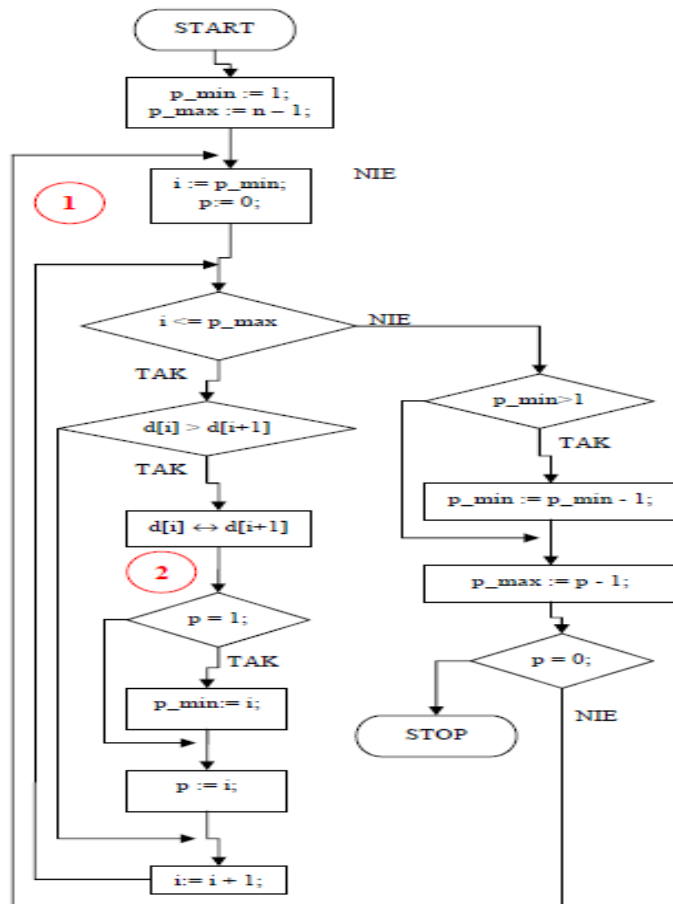 START
p_min := 1;
p_max := n – 1;
NIE
i := p_min;
p:= 0;
1
i <= p_max
NIE
TAK
p_min>1
d[i] > d[i+1]
TAK
TAK
p_min := p_min - 1;
d[i] ↔ d[i+1]
2
p_max := p - 1;
p = 1;
p = 0;
TAK
p_min:= i;
NIE
STOP
p := i;
i:= i + 1;